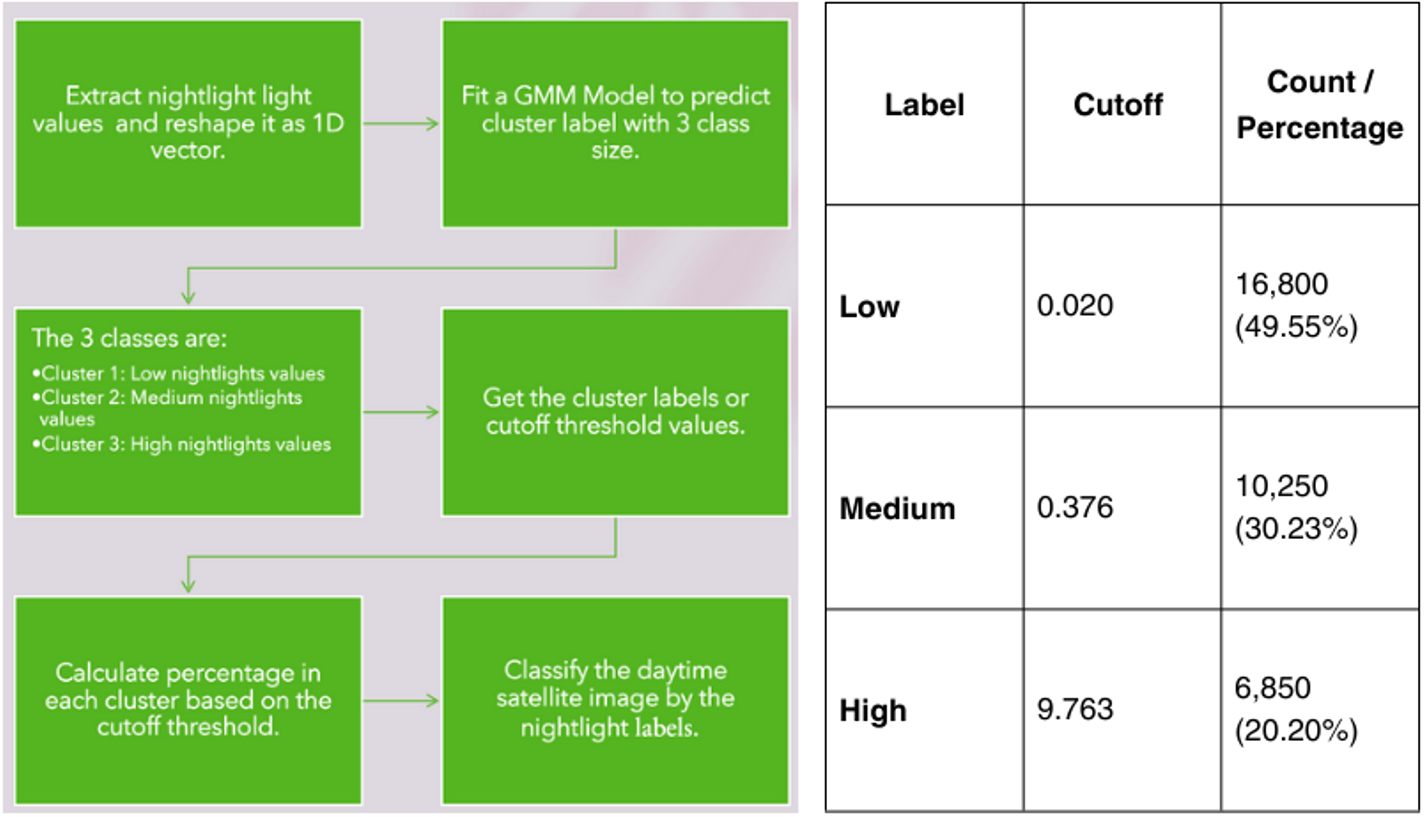 Extract nightlight light
values and reshape it as 1D
vector.
Fit a GMM Model to predict
cluster label with 3 class
size.
The 3 classes are:
•Cluster 1: Low nightlights values
•Cluster 2: Medium nightlights
values
•Cluster 3: High nightlights values
Get the cluster labels or
cutoff threshold values.
Calculate percentage in
each cluster based on the
cutoff threshold.
Classify the daytime
satellite image by the
nightlight labels.
Label
Cutoff
Count /
Percentage
Low
0.020
16,800
(49.55%)
Medium
0.376
10,250
(30.23%)
High
9.763
6,850
(20.20%)